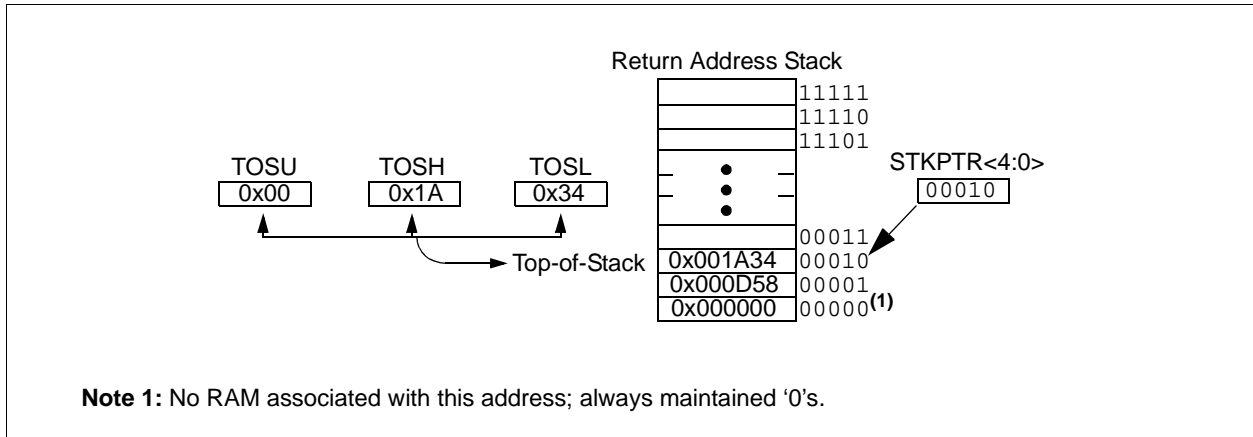 Return Address Stack
11111
11110
11101
TOSU TOSH TOSL STKPTR<4:0>
0x00 0x1A 0x34 00010
00011
Top-of-Stack 0x001A34 00010
0x000D58 00001
0x000000 00000(1)
Note 1: No RAM associated with this address; always maintained ‘0’s.